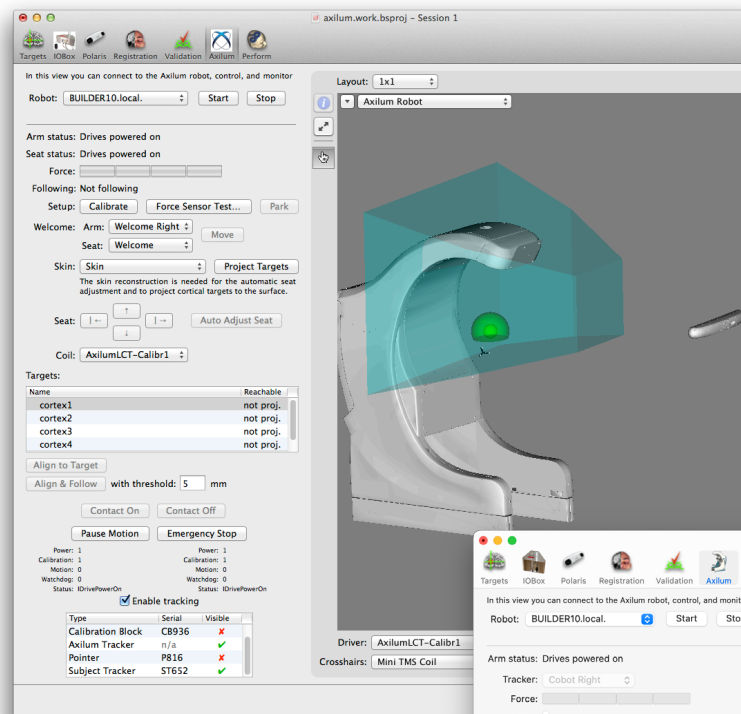 axilum.work.bsproj – Session 1
Targets IOBox Polaris Registration Validation Axilum Perform
In this view you can connect to the Axilum robot, control, and monitor
Robot: BUILDER10.local. Start Stop
Arm status: Drives powered on
Seat status: Drives powered on
Force:
Following: Not following
Setup: Calibrate Force Sensor Test... Park
Welcome: Arm: Welcome Right Move
Seat: Welcome
Skin: Skin Project Targets
The skin reconstruction is needed for the automatic seat
adjustment and to project cortical targets to the surface.
Seat: Auto Adjust Seat
Coil: AxilumLCT-Calibr1
Targets:
Name Reachable
cortex1 not proj.
cortex2 not proj.
cortex3 not proj.
cortex4 not proj.
Align to Target
Align & Follow with threshold: 5 mm
Contact On Contact Off
Pause Motion Emergency Stop
Power: 1 Power: 1
Calibration: 1 Calibration: 1
Motion: 0 Motion: 0
Watchdog: 0 Watchdog: 0
Status: IDrivePowerOn Status: IDrivePowerOn
Enable tracking
Type Serial Visible
Calibration Block CB936 ✘
Axilum Tracker n/a ✔
Pointer P816 ✘
Subject Tracker ST652 ✔
Layout: 1x1
Axilum Robot
Driver: AxilumLCT-Calibr1
Crosshairs: Mini TMS Coil
Targets IOBox Polaris Registration Validation Axilum
In this view you can connect to the Axilum robot, control, and monit
Robot: BUILDER10.local. Start Sto
Arm status: Drives powered on
Tracker: Cobot Right
Force: